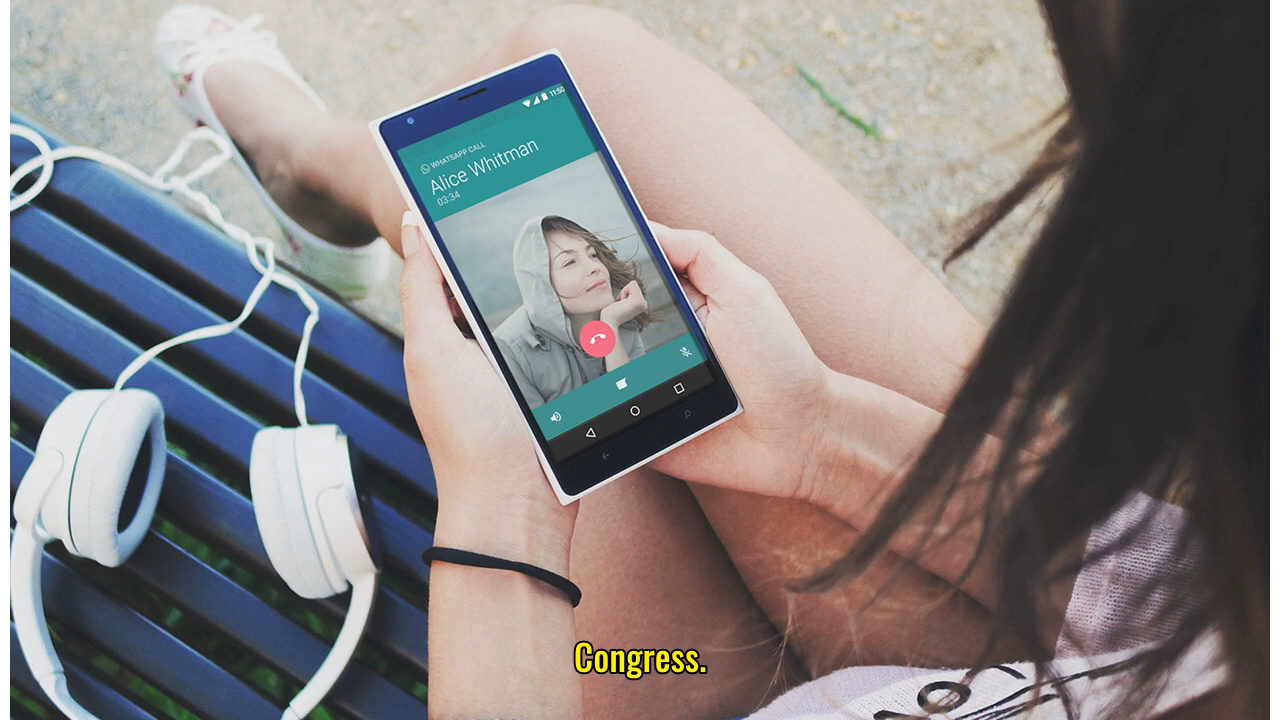 11:50
WHATSAPP CALL
Alice Whitman
03:34
Congress.